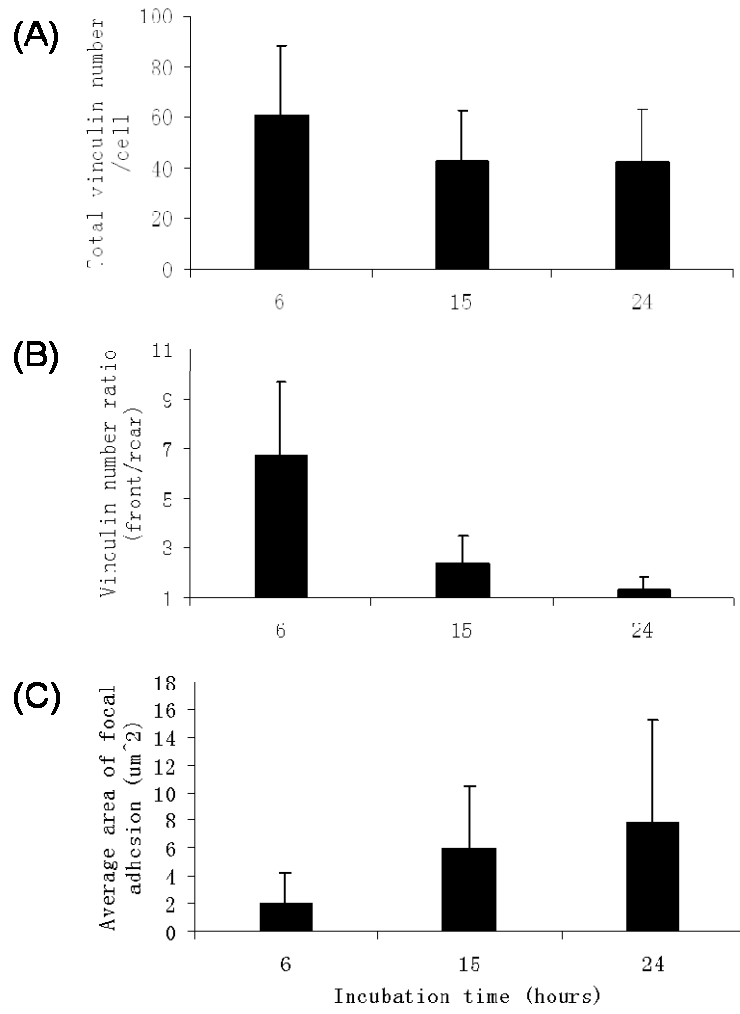 (A)
Total vinculin number
/cell
100
80
60
40
20
0
6 15 24
(B)
Vinculin number ratio
(front/rear)
11
9
7
5
3
1
6 15 24
(C)
Average area of focal
adhesion (um^2)
18
16
14
12
10
8
6
4
2
0
6 15 24
Incubation time (hours)